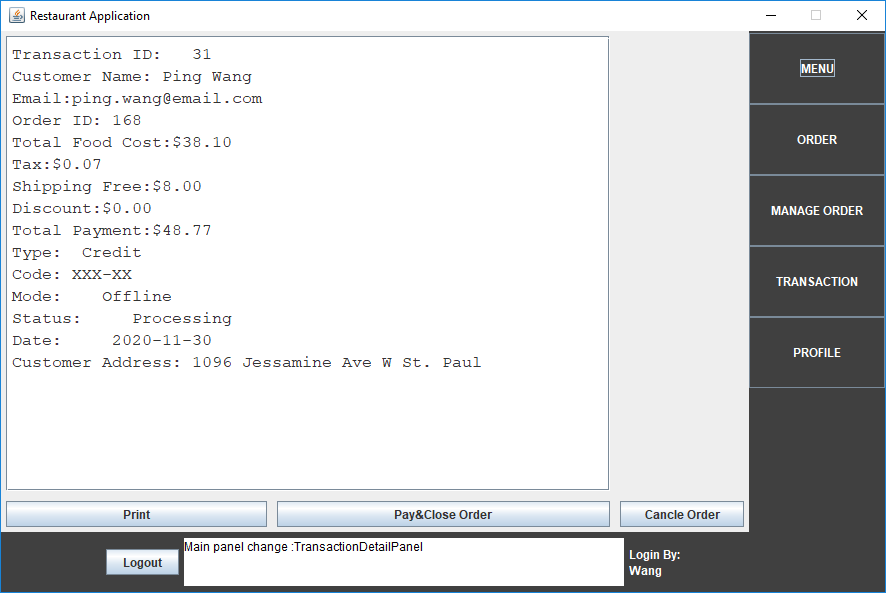 Restaurant Application
Transaction ID:   31
Customer Name: Ping Wang
Email:ping.wang@email.com
Order ID: 168
Total Food Cost:$38.10
Tax:$0.07
Shipping Free:$8.00
Discount:$0.00
Total Payment:$48.77
Type:  Credit
Code: XXX-XX
Mode:    Offline
Status:     Processing
Date:     2020-11-30
Customer Address: 1096 Jessamine Ave W St. Paul
MENU
ORDER
MANAGE ORDER
TRANSACTION
PROFILE
Print
Pay&Close Order
Cancle Order
Logout
Main panel change :TransactionDetailPanel
Login By:
Wang